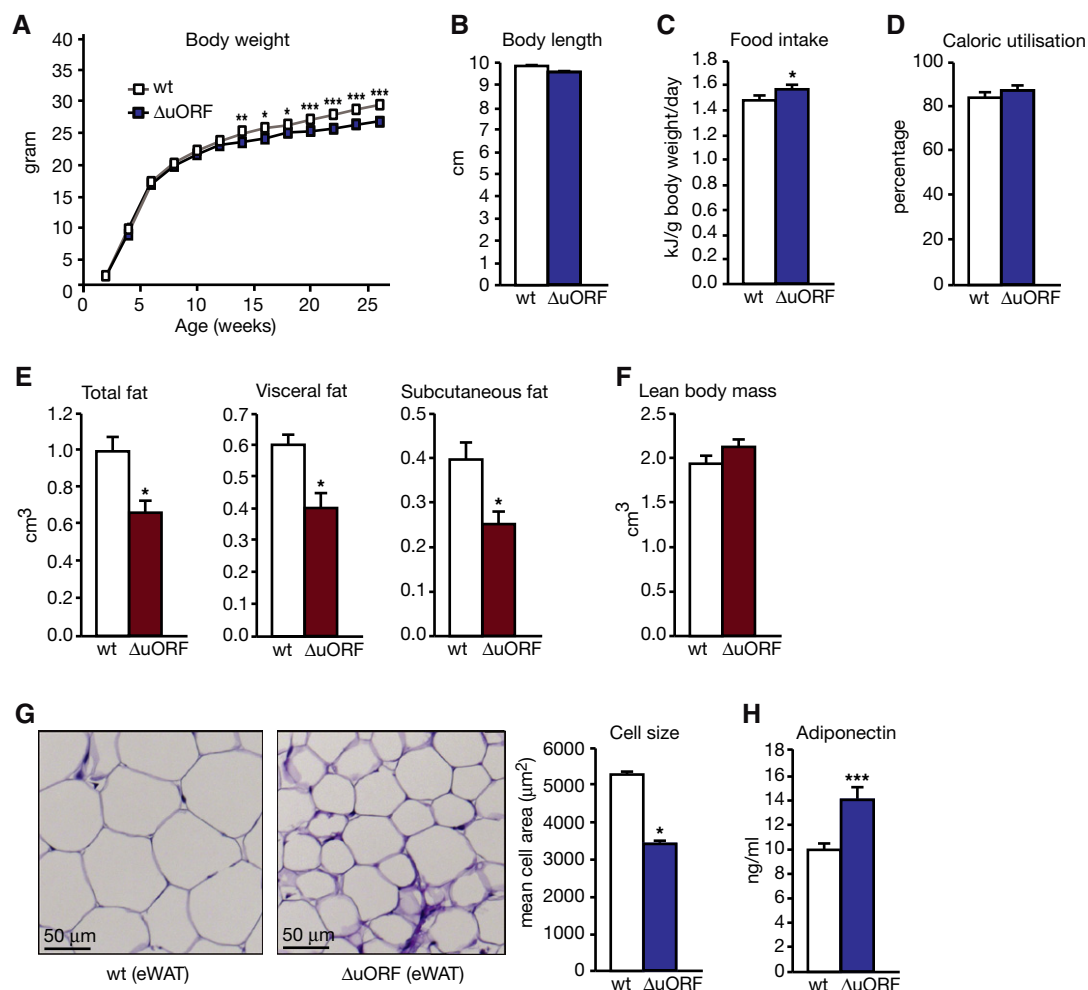 A
Body weight
40
35
30
25
20
15
10
5
0
gram
wt
ΔuORF
** * * *** *** *** ***
0 5 10 15 20 25
Age (weeks)
B
Body length
10
9
8
7
6
5
4
3
2
1
0
cm
wt ΔuORF
C
Food intake
1.8
1.6
1.4
1.2
1.0
0.8
0.6
0.4
0.2
0.0
kJ/g body weight/day
*
wt ΔuORF
D
Caloric utilisation
100
80
60
40
20
0
percentage
wt ΔuORF
E
Total fat
1.2
1.0
0.8
0.6
0.4
0.2
0.0
cm3
*
wt ΔuORF
Visceral fat
0.7
0.6
0.5
0.4
0.3
0.2
0.1
0.0
*
wt ΔuORF
Subcutaneous fat
0.5
0.4
0.3
0.2
0.1
0.0
*
wt ΔuORF
F
Lean body mass
2.5
2.0
1.5
1.0
0.5
0.0
cm3
wt ΔuORF
G
50 µm
wt (eWAT)
50 µm
ΔuORF (eWAT)
Cell size
6000
5000
4000
3000
2000
1000
0
mean cell area (µm2)
*
wt ΔuORF
H
Adiponectin
16
14
12
10
8
6
4
2
0
ng/ml
***
wt ΔuORF